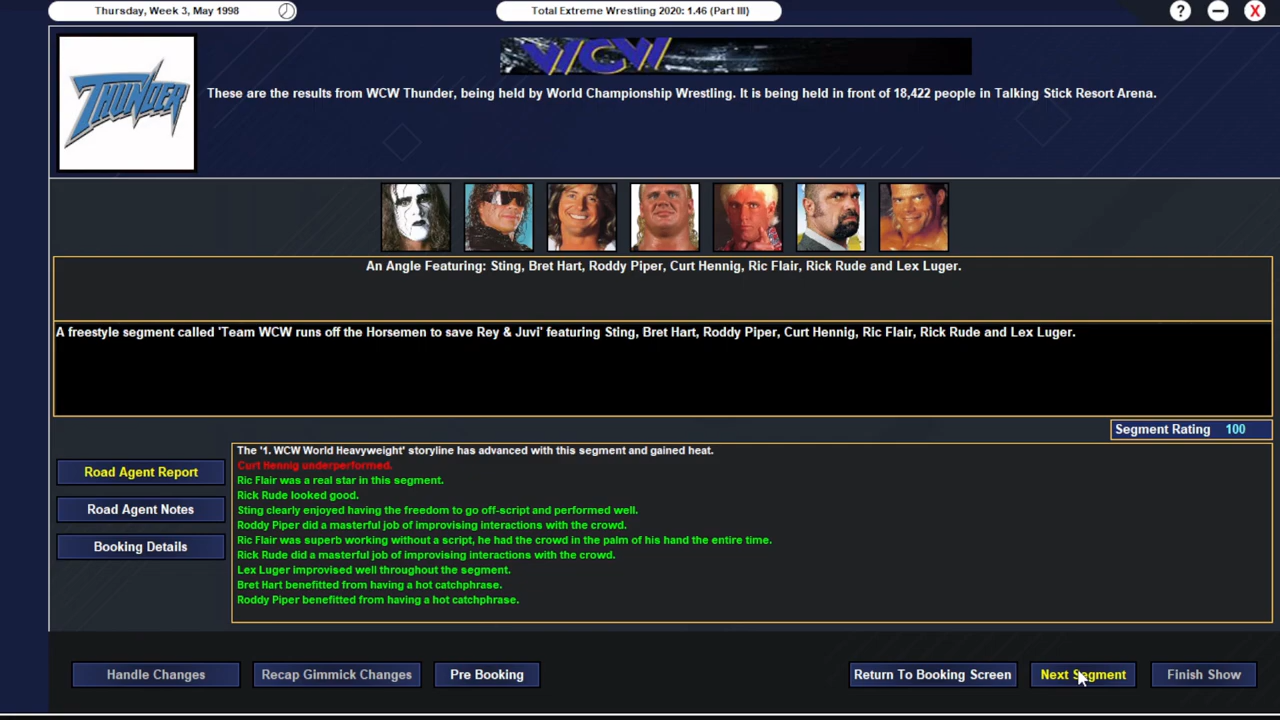 Thursday, Week 3, May 1998
Total Extreme Wrestling 2020: 1.46 (Part III)
?
X
THUNDER
WCW
These are the results from WCW Thunder, being held by World Championship Wrestling. It is being held in front of 18,422 people in Talking Stick Resort Arena.
An Angle Featuring: Sting, Bret Hart, Roddy Piper, Curt Hennig, Ric Flair, Rick Rude and Lex Luger.
A freestyle segment called 'Team WCW runs off the Horsemen to save Rey & Juvi' featuring Sting, Bret Hart, Roddy Piper, Curt Hennig, Ric Flair, Rick Rude and Lex Luger.
Segment Rating 100
Road Agent Report
Road Agent Notes
Booking Details
The '1. WCW World Heavyweight' storyline has advanced with this segment and gained heat.
Curt Hennig underperformed.
Ric Flair was a real star in this segment.
Rick Rude looked good.
Sting clearly enjoyed having the freedom to go off-script and performed well.
Roddy Piper did a masterful job of improvising interactions with the crowd.
Ric Flair was superb working without a script, he had the crowd in the palm of his hand the entire time.
Rick Rude did a masterful job of improvising interactions with the crowd.
Lex Luger improvised well throughout the segment.
Bret Hart benefitted from having a hot catchphrase.
Roddy Piper benefitted from having a hot catchphrase.
Handle Changes
Recap Gimmick Changes
Pre Booking
Return To Booking Screen
Next Segment
Finish Show